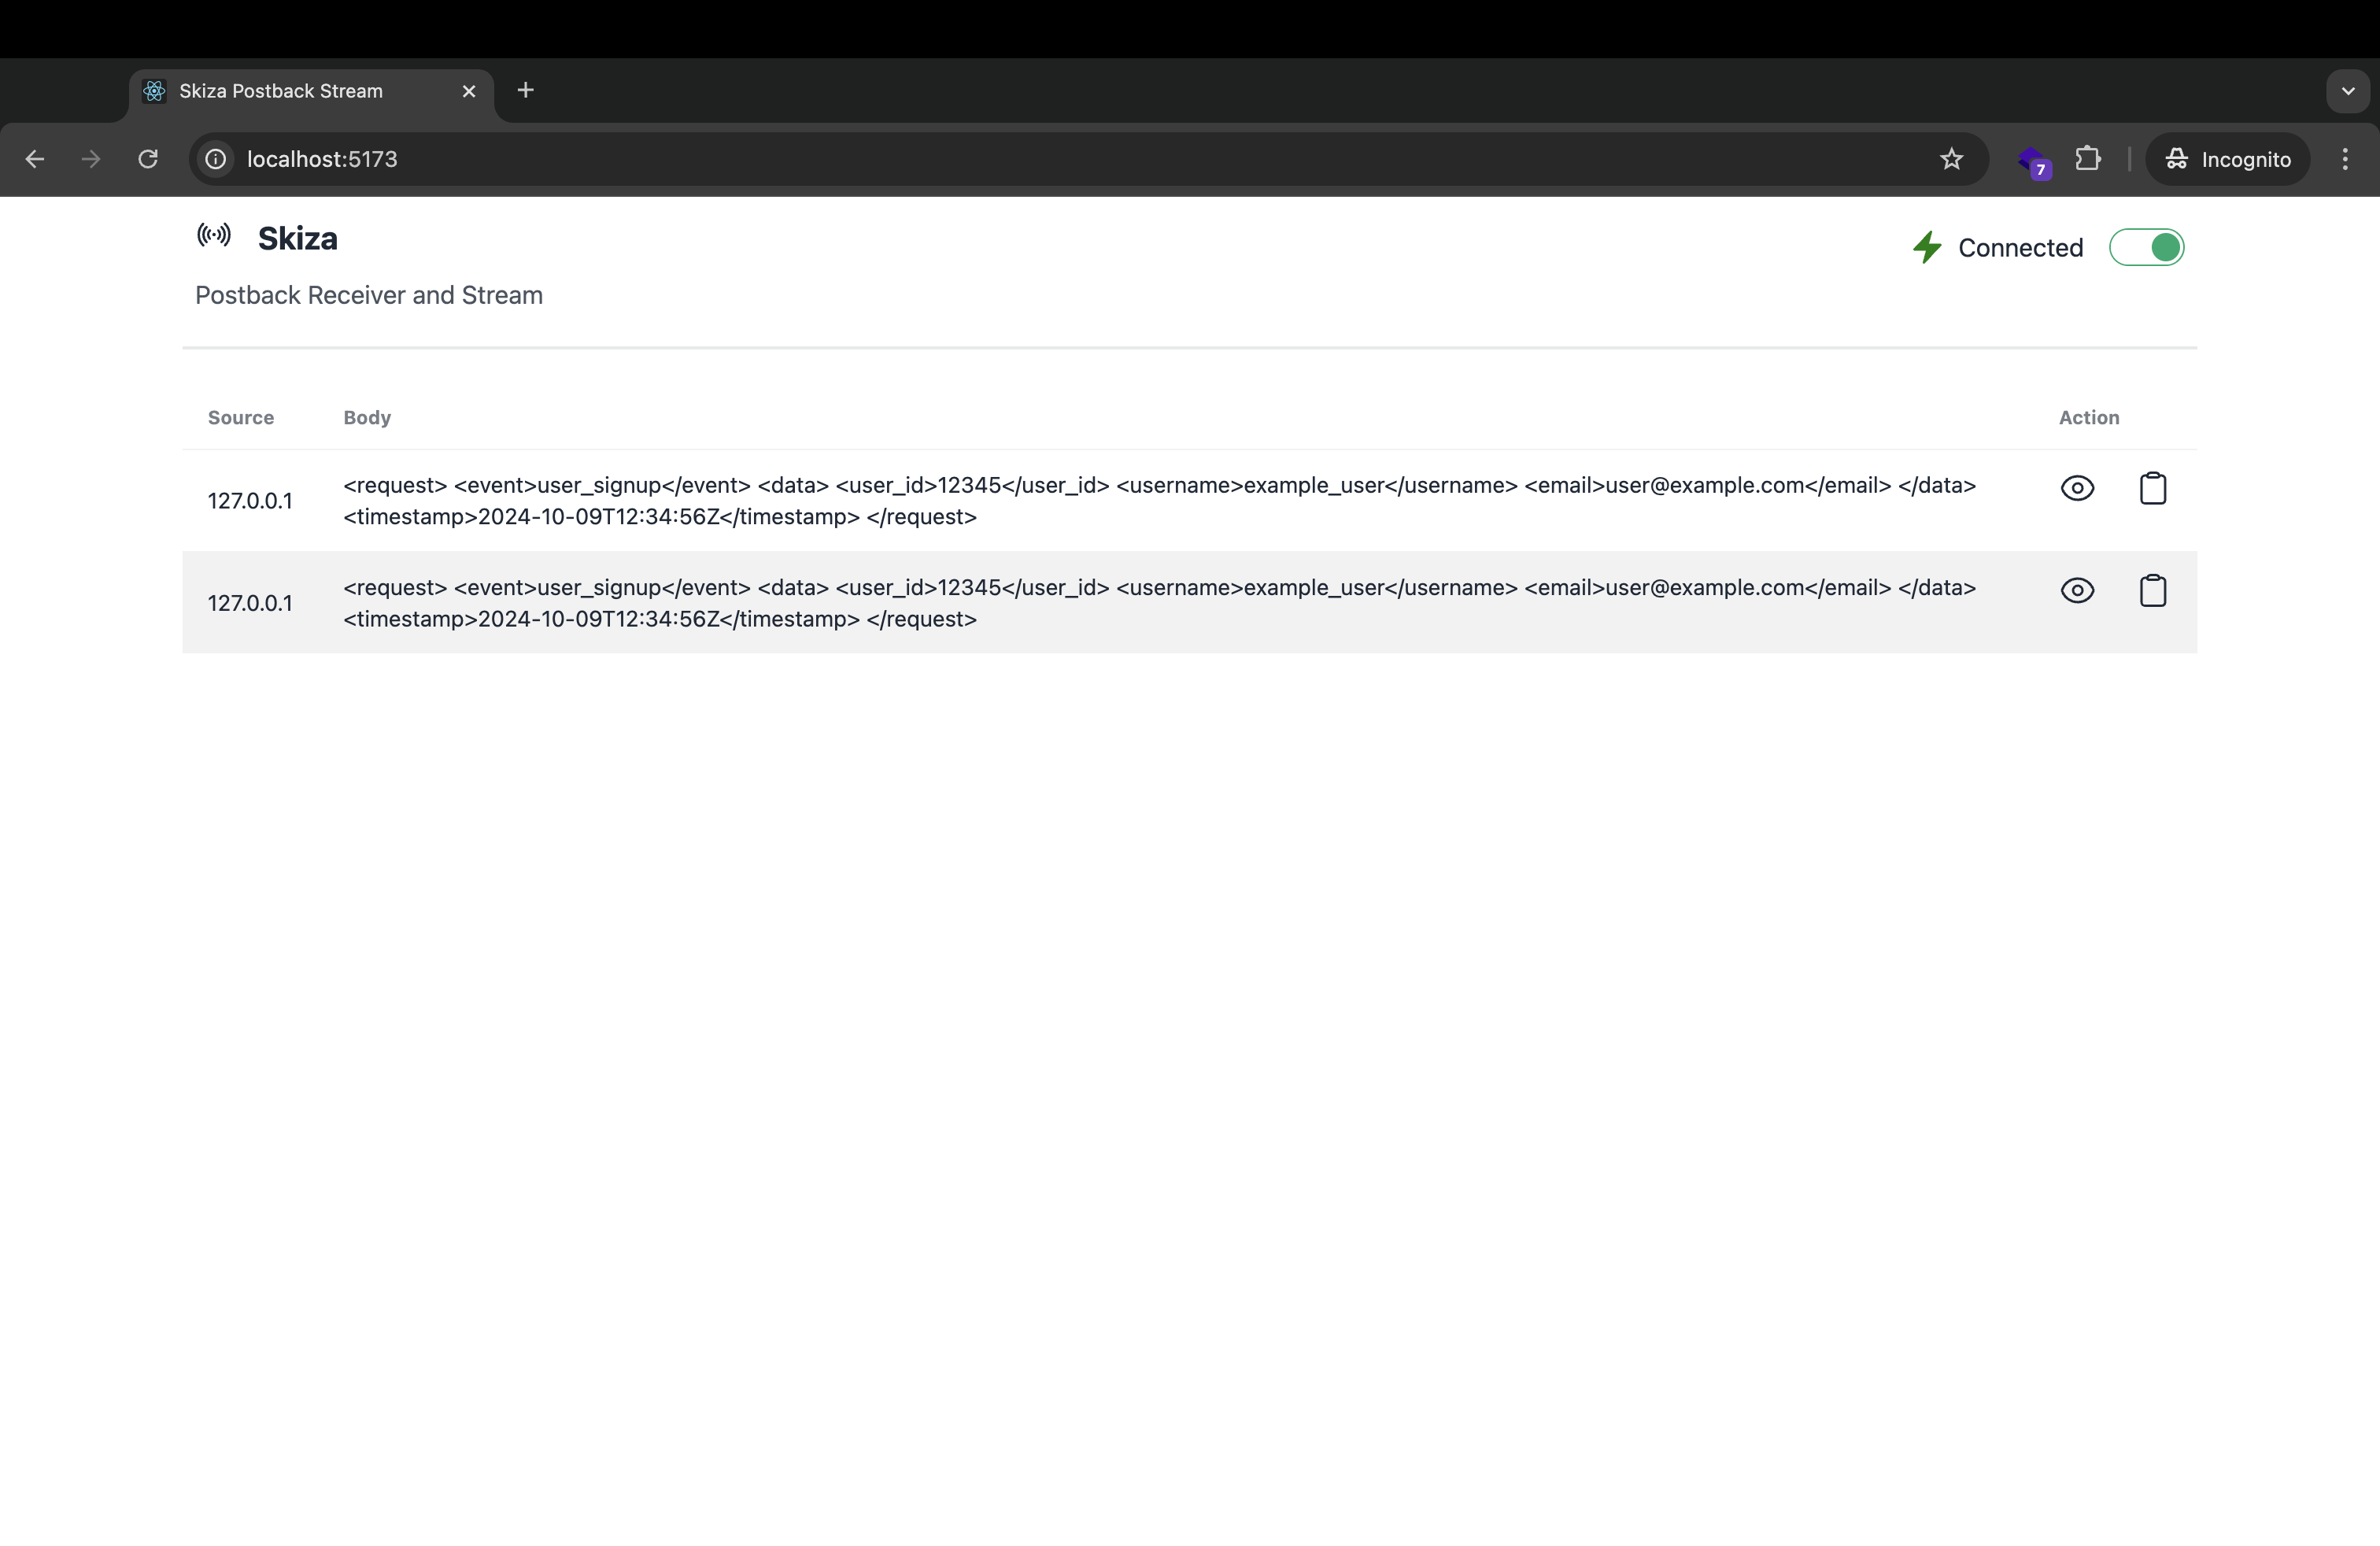 Skiza Postback Stream
localhost:5173
7
Incognito
Skiza
Connected
Postback Receiver and Stream
Source Body Action
127.0.0.1
<request> <event>user_signup</event> <data> <user_id>12345</user_id> <username>example_user</username> <email>user@example.com</email> </data>
<timestamp>2024-10-09T12:34:56Z</timestamp> </request>
127.0.0.1
<request> <event>user_signup</event> <data> <user_id>12345</user_id> <username>example_user</username> <email>user@example.com</email> </data>
<timestamp>2024-10-09T12:34:56Z</timestamp> </request>